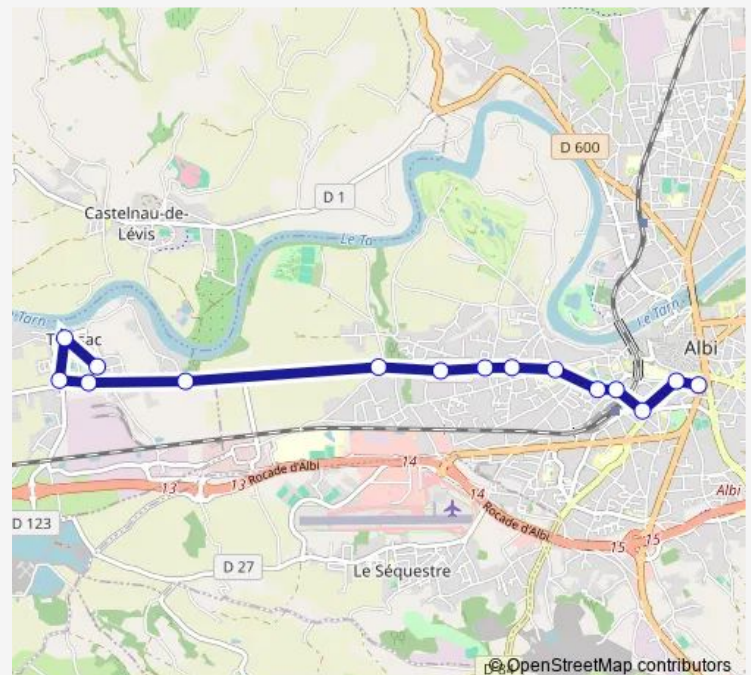 D 600
D 1
Castelnau-de-
Lévis
Le Ta
Tarn
Le Tarn
Albi
13
Rocade d'Albi
14
13
14
Rocade d'Albi
Albi
D 123
15
15
D 27
Le Séquestre
© OpenStreetMap contributors